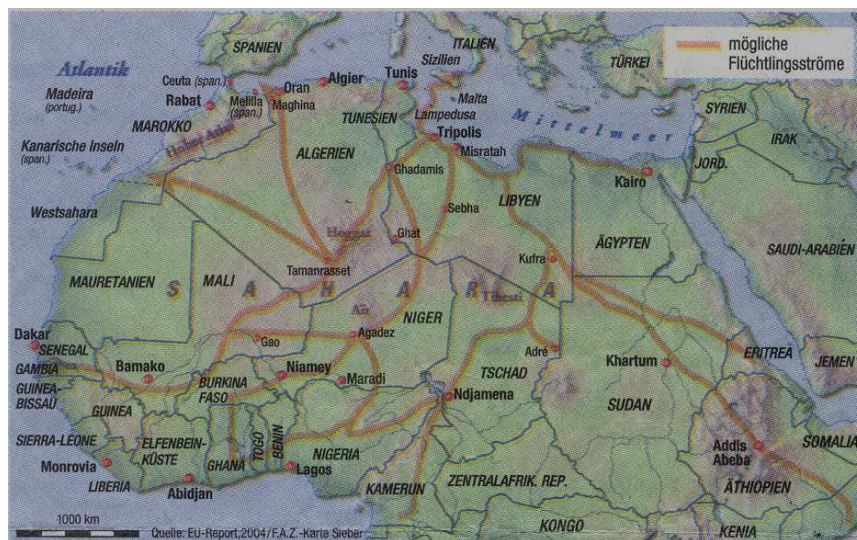 mögliche
Flüchtlingsströme
SPANIEN
ITALIEN
Sizilien
TÜRKEI
Atlantik
Ceuta (span.)
Oran
Algier
Tunis
Madeira
(portug.)
Rabat
Melilla
(span.)
Maghina
Malta
Lampedusa
Mittelmeer
SYRIEN
IRAK
JORD.
MAROKKO
Hoher Atlas
TUNESIEN
Tripolis
Misratah
Kanarische Inseln
(span.)
ALGERIEN
Ghadamis
Kairo
Westsahara
Sebha
LIBYEN
Hoggar
Ghat
Kufra
ÄGYPTEN
SAUDI-ARABIEN
Tamanrasset
MAURETANIEN
MALI
SAHARA
Tibesti
Aïr
NIGER
Dakar
SENEGAL
Gao
Agadez
Adré
ERITREA
JEMEN
GAMBIA
Bamako
Niamey
Maradi
TSCHAD
Khartum
GUINEA-
BISSAU
BURKINA
FASO
Ndjamena
SUDAN
GUINEA
SIERRA-LEONE
ELFENBEIN-
KÜSTE
GHANA
TOGO
BENIN
NIGERIA
Addis
Abeba
SOMALIA
Monrovia
LIBERIA
Abidjan
Lagos
KAMERUN
ZENTRALAFRIK. REP.
ÄTHIOPIEN
KONGO
KENIA
1000 km
Quelle: EU-Report,2004/F.A.Z.-Karte Sieber